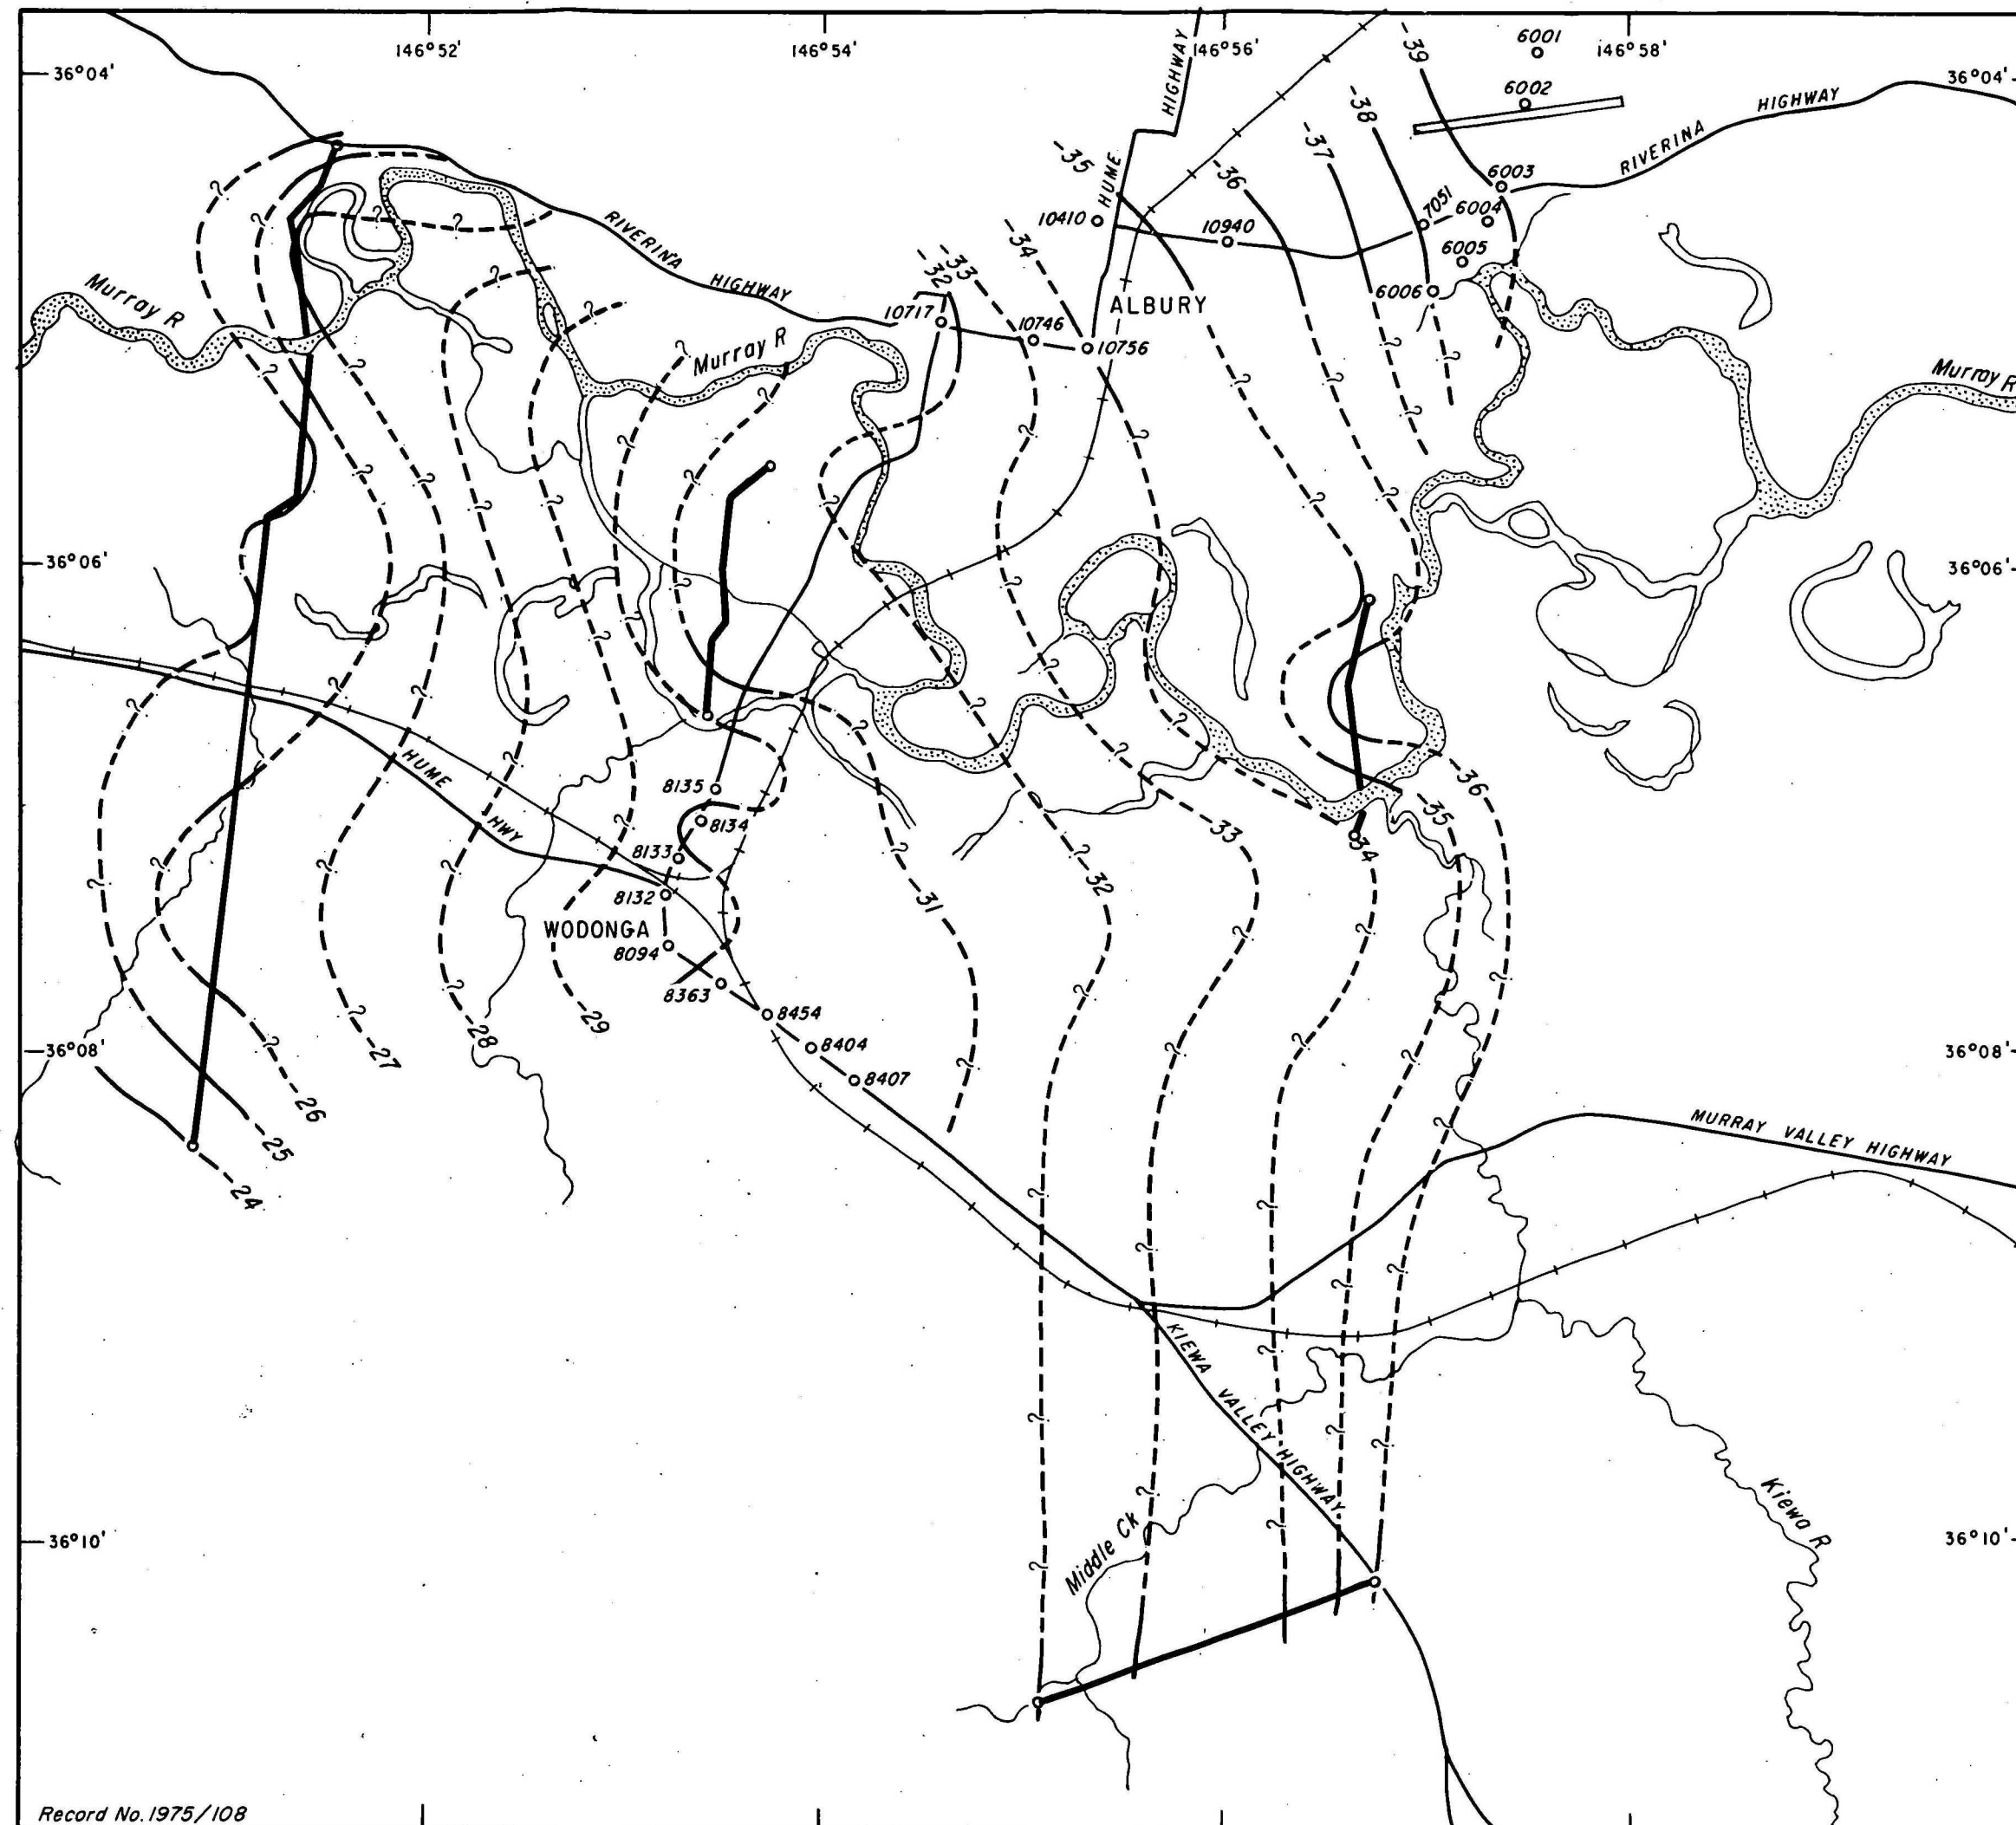 146°52'
146°54'
146°56'
146°58'
36°04'
36°04'
-39
6001
6002
HIGHWAY
HIGHWAY
RIVERINA
-38
-37
-36
-35
HUME
6003
7051
6004
6005
6006
10410
10940
-34
-33
-32
RIVERINA
HIGHWAY
Murray R
10717
10746
10756
ALBURY
Murray R
Murray R
36°06'
36°06'
HUME
HWY
8135
8134
8133
8132
WODONGA
8094
8363
8454
8404
8407
-36
-35
-34
-33
-32
-31
-29
-28
-27
-26
-25
-24
36°08'
36°08'
MURRAY VALLEY HIGHWAY
KIEWA VALLEY HIGHWAY
Middle Ck
Kiewa R
36°10'
36°10'
Record No. 1975/108